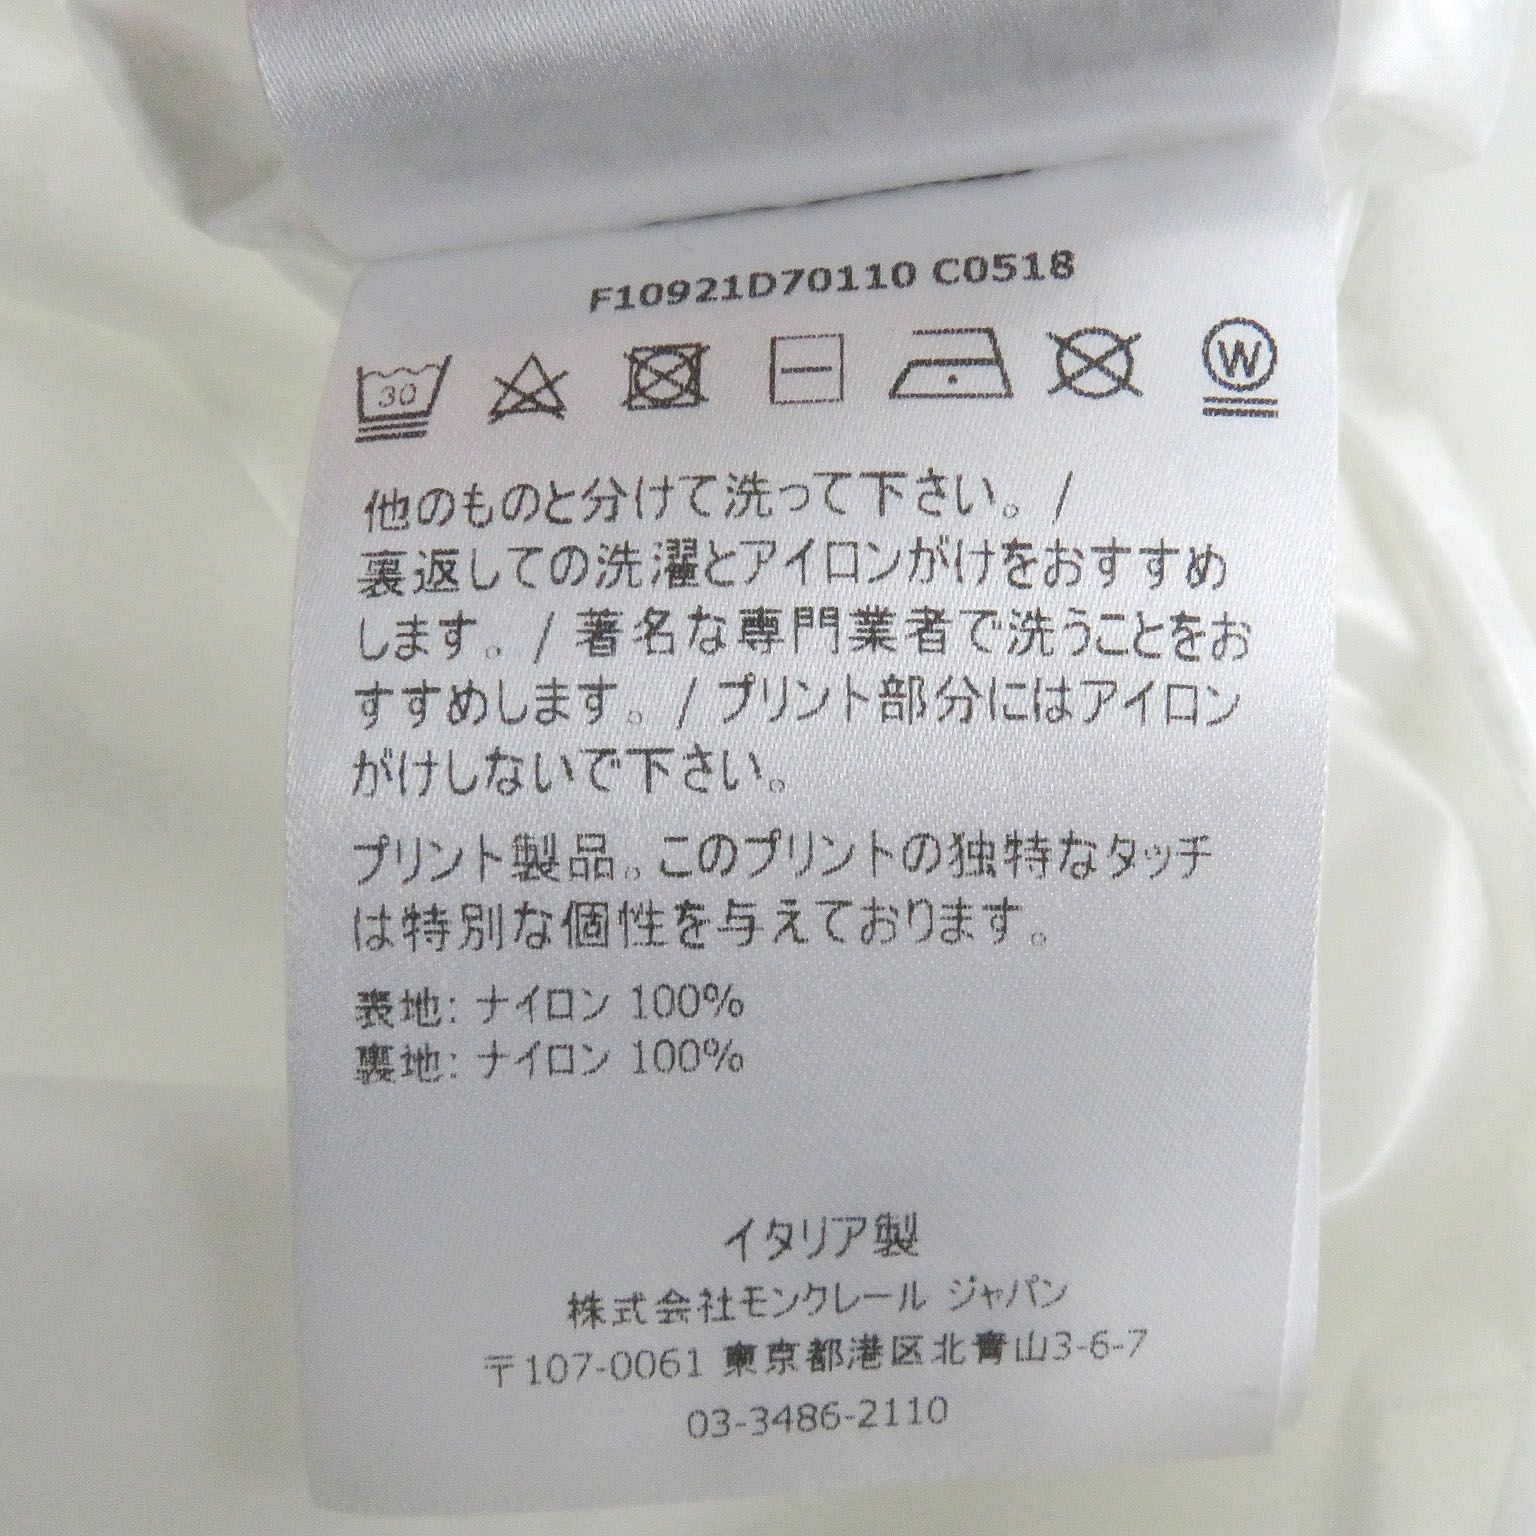 F10921D70110 C0518
30
W
他のものと分けて洗って下さい。/
裏返しての洗濯とアイロンがけをおすすめ
します。/ 著名な専門業者で洗うことをお
すすめします。/ プリント部分にはアイロン
がけしないで下さい。
プリント製品。このプリントの独特なタッチ
は特別な個性を与えております。
表地: ナイロン 100%
裏地: ナイロン 100%
イタリア製
株式会社モンクレール ジャパン
〒107-0061 東京都港区北青山3-6-7
03-3486-2110